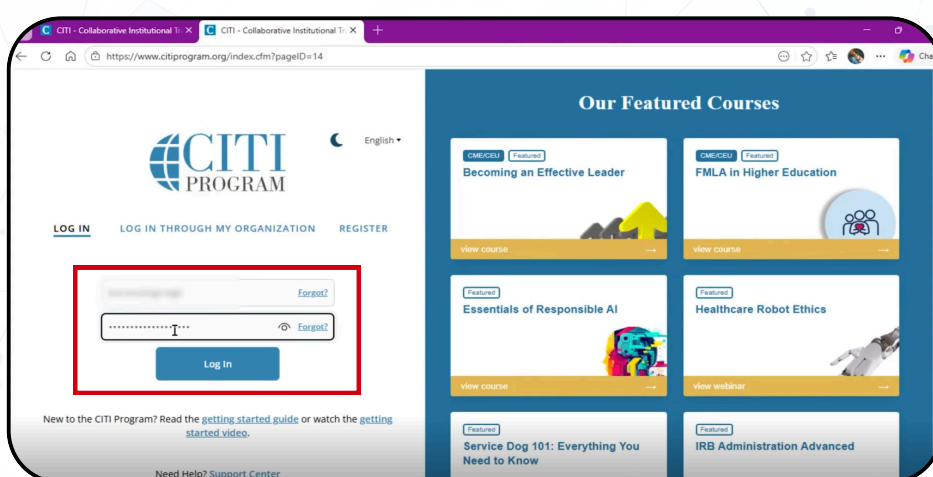 CITI - Collaborative Institutional Tr
CITI - Collaborative Institutional Tr
https://www.citiprogram.org/index.cfm?pageID=14
Cha
CITI
PROGRAM
English
LOG IN
LOG IN THROUGH MY ORGANIZATION
REGISTER
Forgot?
Forgot?
Log In
New to the CITI Program? Read the getting started guide or watch the getting
started video.
Need Help? Support Center
Our Featured Courses
CME/CEU Featured
Becoming an Effective Leader
view course →
CME/CEU Featured
FMLA in Higher Education
view course →
Featured
Essentials of Responsible AI
view course →
Featured
Healthcare Robot Ethics
view webinar →
Featured
Service Dog 101: Everything You
Need to Know
Featured
IRB Administration Advanced